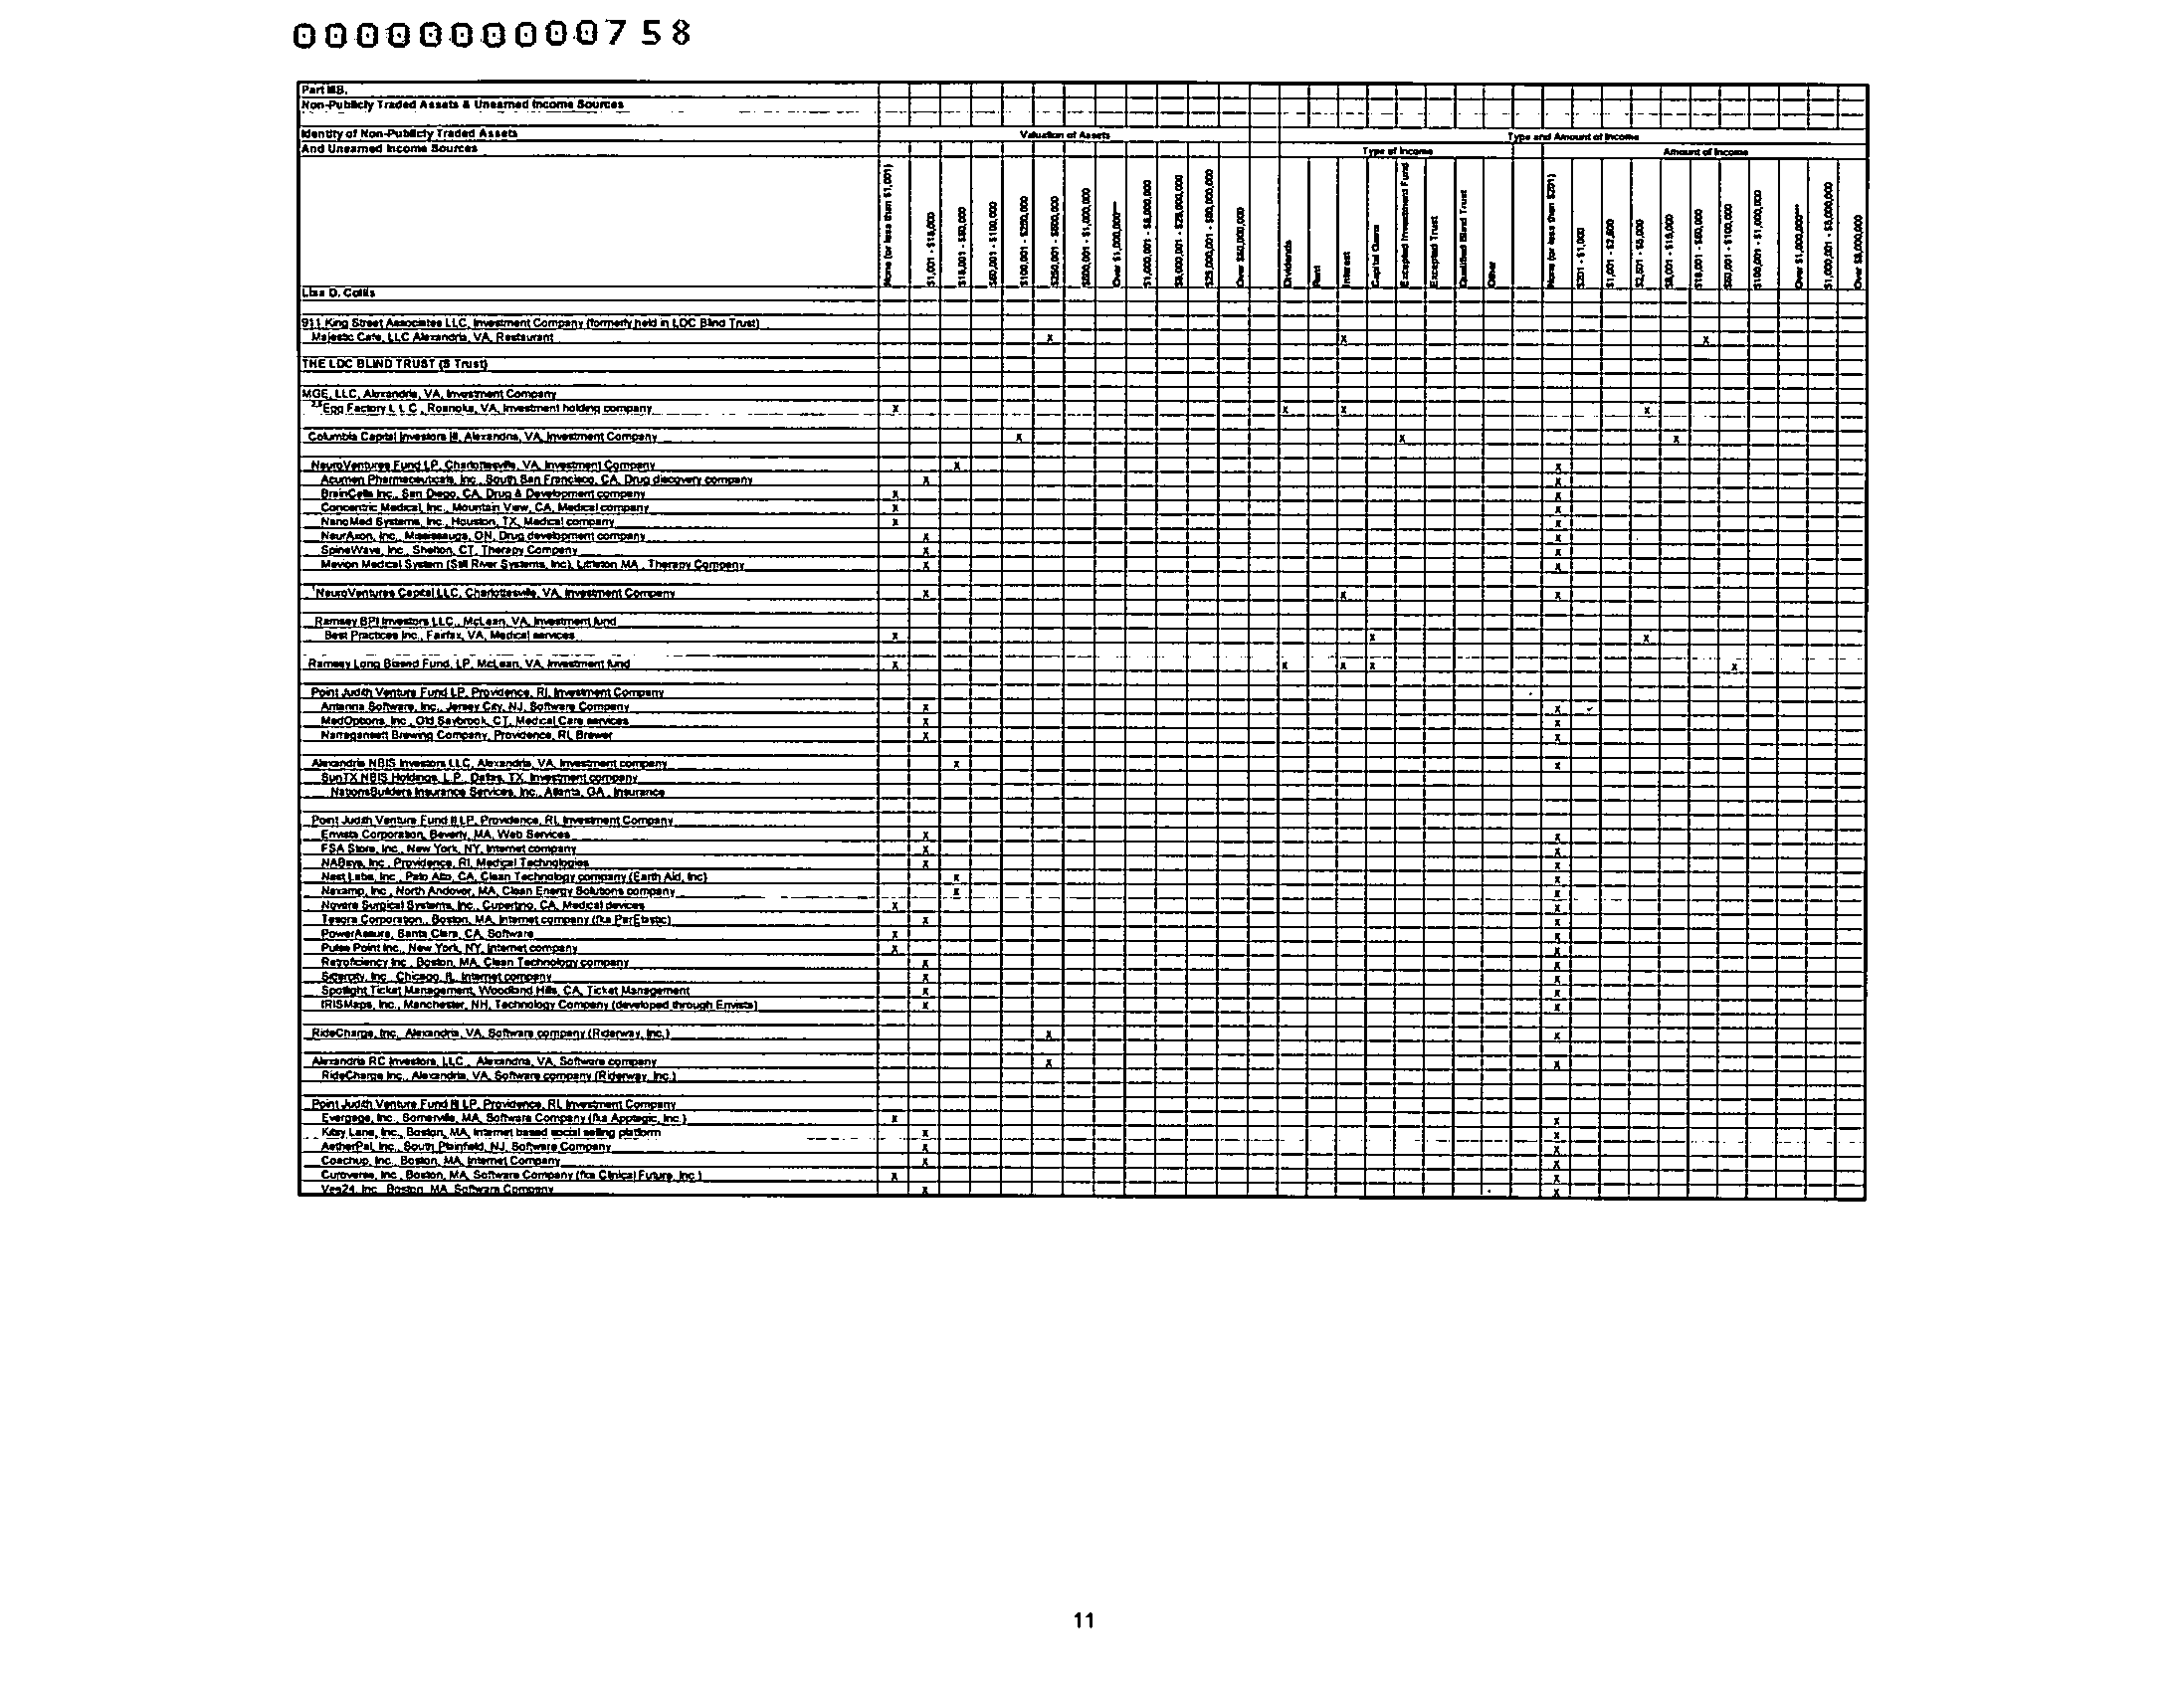 000000000758
Part IIIB.
Non-Publicly Traded Assets & Unearned Income Sources
Identity of Non-Publicly Traded Assets Valuation of Assets Type and Amount of Income
And Unearned Income Sources Type of Income Amount of Income
None (or less than $1,001) $1,001 - $15,000 $15,001 - $50,000 $50,001 - $100,000 $100,001 - $250,000 $250,001 - $500,000 $500,001 - $1,000,000 Over $1,000,000*** $1,000,001 - $5,000,000 $5,000,001 - $25,000,000 $25,000,001 - $50,000,000 Over $50,000,000 Dividends Rent Interest Capital Gains Excepted Investment Fund Excepted Trust Qualified Blind Trust Other None (or less than $201) $201 - $1,000 $1,001 - $2,500 $2,501 - $5,000 $5,001 - $15,000 $15,001 - $50,000 $50,001 - $100,000 $100,001 - $1,000,000 Over $1,000,000*** $1,000,001 - $5,000,000 Over $5,000,000
Lisa D. Collis
911 King Street Associates LLC, Investment Company (formerly held in LDC Blind Trust)
Majestic Cafe, LLC Alexandria, VA, Restaurant X X X
THE LDC BLIND TRUST (S Trust)
MGE, LLC, Alexandria, VA, Investment Company
Egg Factory L L C, Roanoke, VA, Investment holding company X X X X
Columbia Capital Investors III, Alexandria, VA, Investment Company X X X
NeuroVentures Fund LP, Charlottesville, VA, Investment Company X X
Acumen Pharmaceuticals, Inc., South San Francisco, CA, Drug discovery company X X
BrainCells Inc., San Diego, CA, Drug & Development company X X
Concentric Medical, Inc., Mountain View, CA, Medical company X X
NanoMed Systems, Inc., Houston, TX, Medical company X X
NeurAxon, Inc., Mississauga, ON, Drug development company X X
SpineWave, Inc., Shelton, CT, Therapy Company X X
Mevion Medical System (Still River Systems, Inc), Littleton MA, Therapy Company X X
1 NeuroVentures Capital LLC, Charlottesville, VA, Investment Company X X X
Ramsey BPI Investors LLC, McLean, VA, Investment fund
Best Practices Inc., Fairfax, VA, Medical services X X X
Ramsey Long Biased Fund, LP, McLean, VA, Investment fund X X X X X
Point Judith Venture Fund LP, Providence, RI, Investment Company
Antenna Software, Inc., Jersey City, NJ, Software Company X X
MedOptions, Inc., Old Saybrook, CT, Medical Care services X X
Narragansett Brewing Company, Providence, RI, Brewer X X
Alexandria NBIS Investors LLC, Alexandria, VA, Investment company X X
SunTX NBIS Holdings, L.P., Dallas, TX, Investment company
NationsBuilders Insurance Services, Inc., Atlanta, GA, Insurance
Point Judith Venture Fund II LP, Providence, RI, Investment Company
Envista Corporation, Beverly, MA, Web Services X X
FSA Store, Inc., New York, NY, Internet company X X
NABsys, Inc., Providence, RI, Medical Technologies X X
Nest Labs, Inc., Palo Alto, CA, Clean Technology company (Earth Aid, Inc) X X
Nexamp, Inc., North Andover, MA, Clean Energy Solutions company X X
Novare Surgical Systems, Inc., Cupertino, CA, Medical devices X X
Tesora Corporation., Boston, MA, Internet company (fka ParElastic) X X
PowerAssure, Santa Clara, CA, Software X X
Pulse Point Inc., New York, NY, Internet company X X
Retroficiency Inc., Boston, MA, Clean Technology company X X
Sittercity, Inc., Chicago, IL, Internet company X X
Spotlight Ticket Management, Woodland Hills, CA, Ticket Management X X
IRISMaps, Inc., Manchester, NH, Technology Company (developed through Envista) X X
RideCharge, Inc., Alexandria, VA, Software company (Riderway, Inc.) X X
Alexandria RC Investors, LLC., Alexandria, VA, Software company X X
RideCharge Inc., Alexandria, VA, Software company (Riderway, Inc.)
Point Judith Venture Fund III LP, Providence, RI, Investment Company
Evergage, Inc., Somerville, MA, Software Company (fka Apptegic, Inc.) X X
Kitsy Lane, Inc., Boston, MA, Internet based social selling platform X X
AetherPal, Inc., South Plainfield, NJ, Software Company X X
Coachup, Inc., Boston, MA, Internet Company X X
Curoverse, Inc., Boston, MA, Software Company (fka Clinical Future, Inc.) X X
Inc. Boston, MA, Software Company X X
11